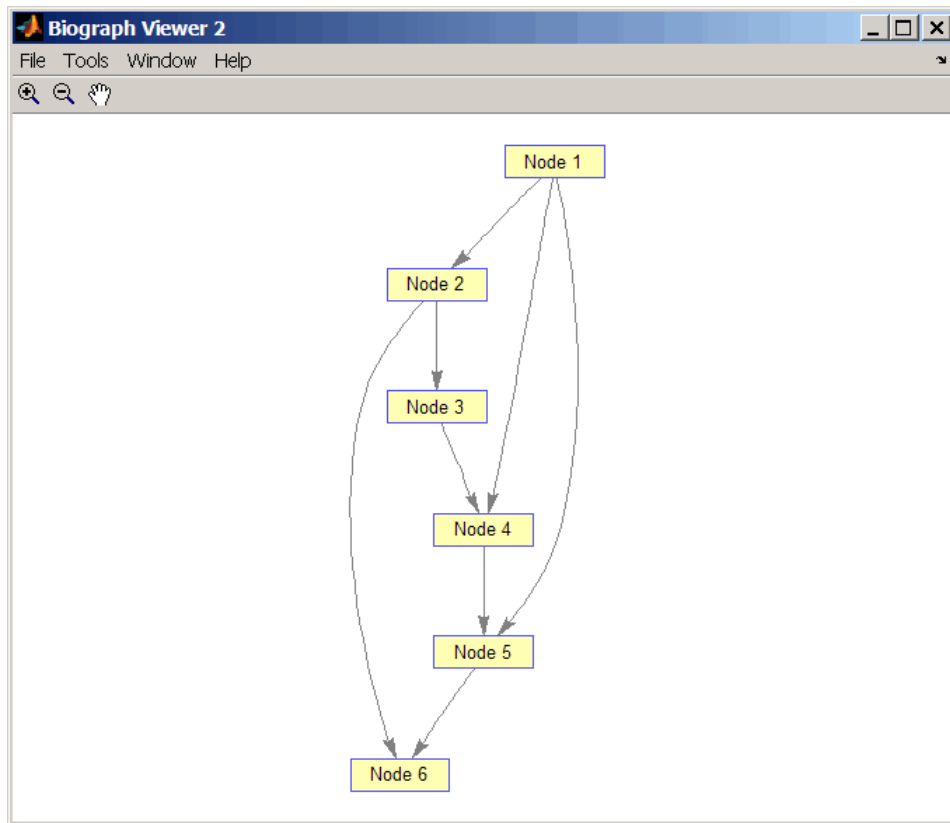 Biograph Viewer 2
File Tools Window Help
Node 1
Node 2
Node 3
Node 4
Node 5
Node 6